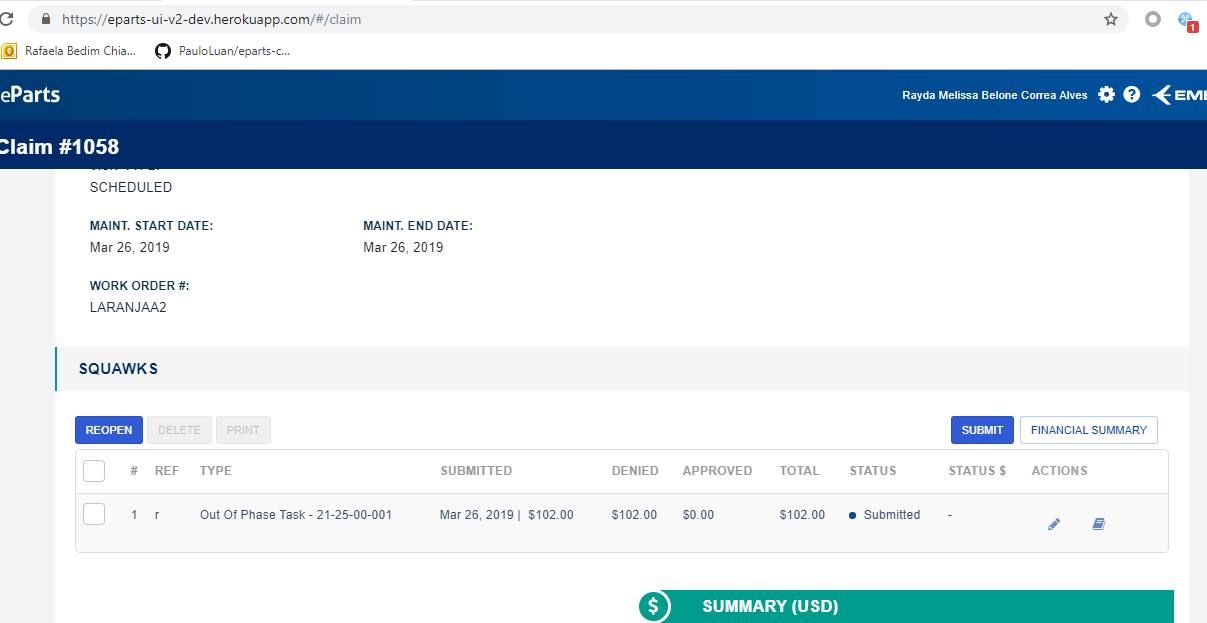 https://eparts-ui-v2-dev.herokuapp.com/#/claim
1
Rafaela Bedim Chia... PauloLuan/eparts-c...
eParts
Rayda Melissa Belone Correa Alves ? EM
Claim #1058
SCHEDULED
MAINT. START DATE: MAINT. END DATE:
Mar 26, 2019 Mar 26, 2019
WORK ORDER #:
LARANJAA2
SQUAWKS
REOPEN DELETE PRINT SUBMIT FINANCIAL SUMMARY
# REF TYPE SUBMITTED DENIED APPROVED TOTAL STATUS STATUS $ ACTIONS
1 r Out Of Phase Task - 21-25-00-001 Mar 26, 2019 | $102.00 $102.00 $0.00 $102.00 Submitted -
$ SUMMARY (USD)